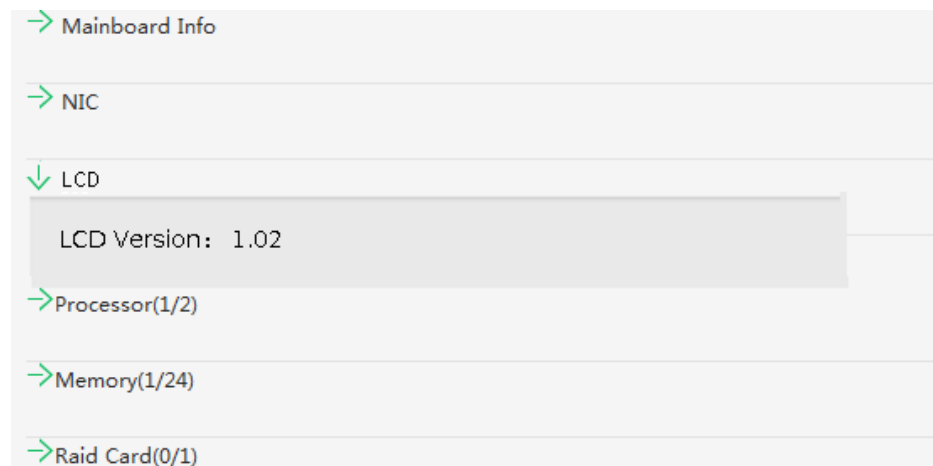 Mainboard Info
NIC
LCD
LCD Version： 1.02
Processor(1/2)
Memory(1/24)
Raid Card(0/1)